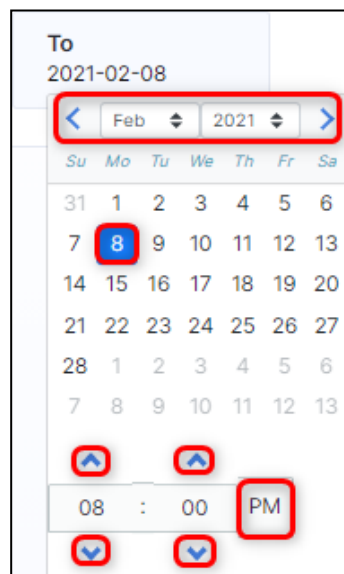 To
2021-02-08
Feb 2021
Su Mo Tu We Th Fr Sa
31 1 2 3 4 5 6
7 8 9 10 11 12 13
14 15 16 17 18 19 20
21 22 23 24 25 26 27
28 1 2 3 4 5 6
7 8 9 10 11 12 13
08 : 00 PM